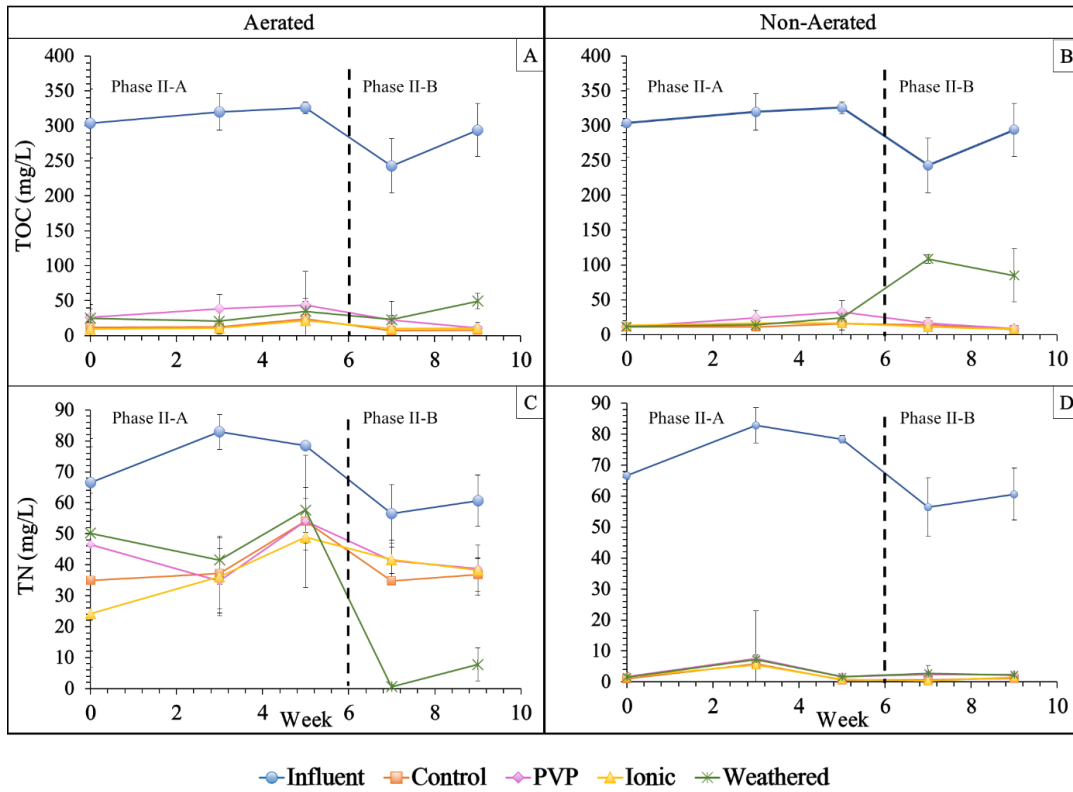 Aerated
Non-Aerated
A
Phase II-A
Phase II-B
TOC (mg/L)
400
350
300
250
200
150
100
50
0
0 2 4 6 8 10
B
Phase II-A
Phase II-B
400
350
300
250
200
150
100
50
0
0 2 4 6 8 10
C
Phase II-A
Phase II-B
TN (mg/L)
90
80
70
60
50
40
30
20
10
0
0 2 4 6 8 10
Week
D
Phase II-A
Phase II-B
90
80
70
60
50
40
30
20
10
0
0 2 4 6 8 10
Week
Influent Control PVP Ionic Weathered